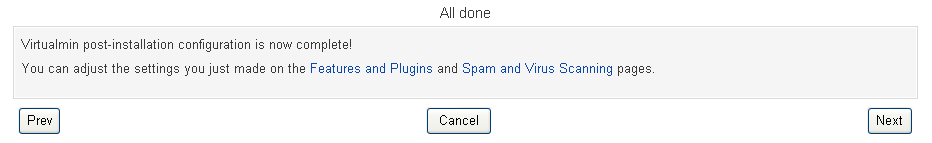 All done
Virtualmin post-installation configuration is now complete!
You can adjust the settings you just made on the Features and Plugins and Spam and Virus Scanning pages.
Prev Cancel Next